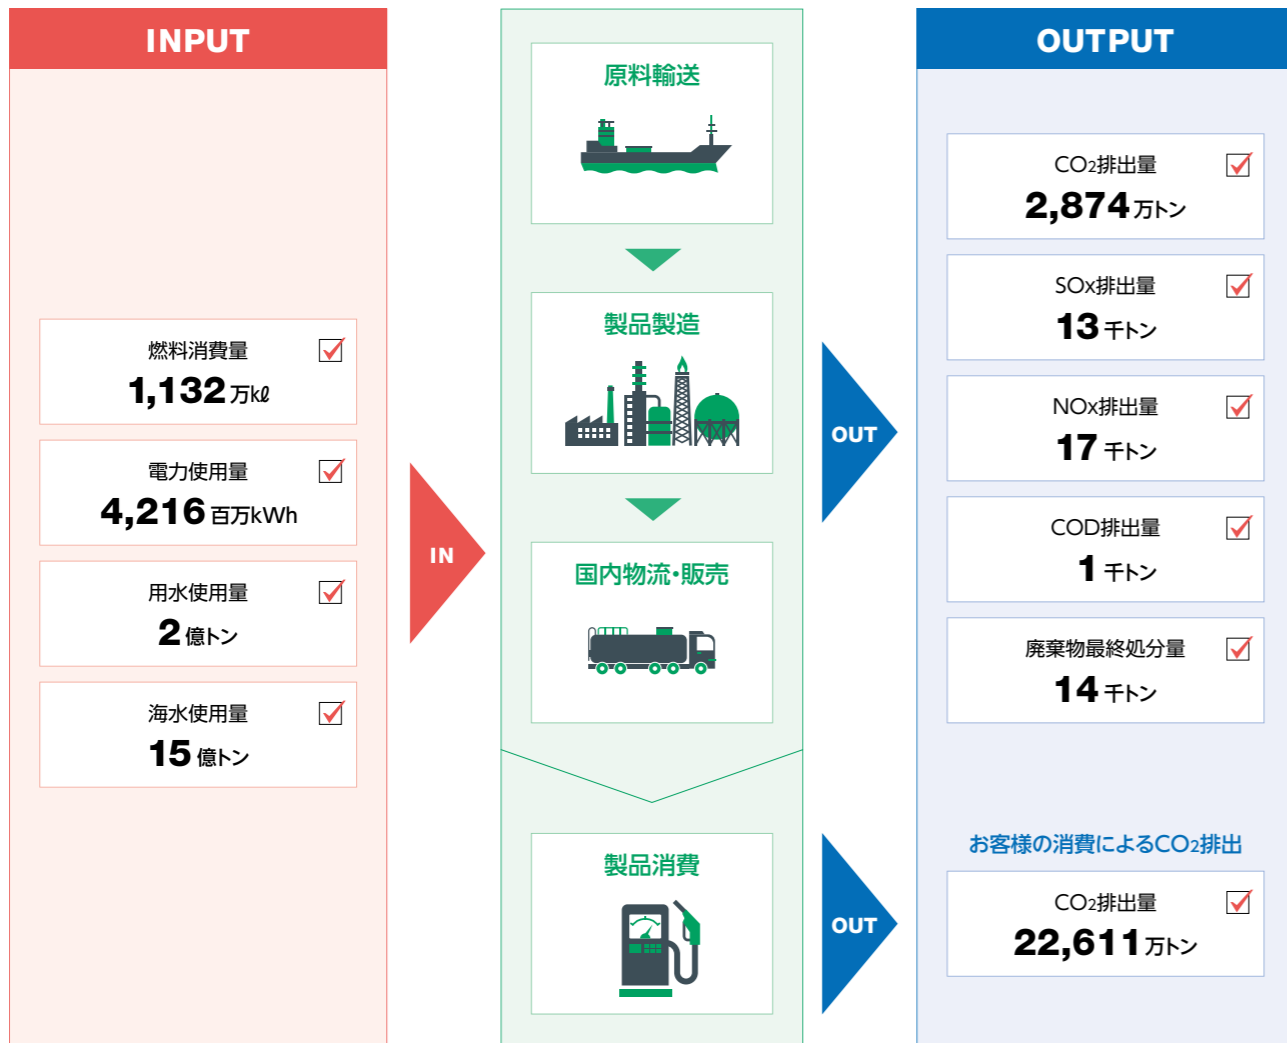 INPUT
燃料消費量
1,132 万kℓ
電力使用量
4,216 百万kWh
用水使用量
2 億トン
海水使用量
15 億トン
IN
原料輸送
製品製造
国内物流・販売
製品消費
OUT
OUT
OUTPUT
CO2排出量
2,874 万トン
SOx排出量
13 千トン
NOx排出量
17 千トン
COD排出量
1 千トン
廃棄物最終処分量
14 千トン
お客様の消費によるCO2排出
CO2排出量
22,611 万トン